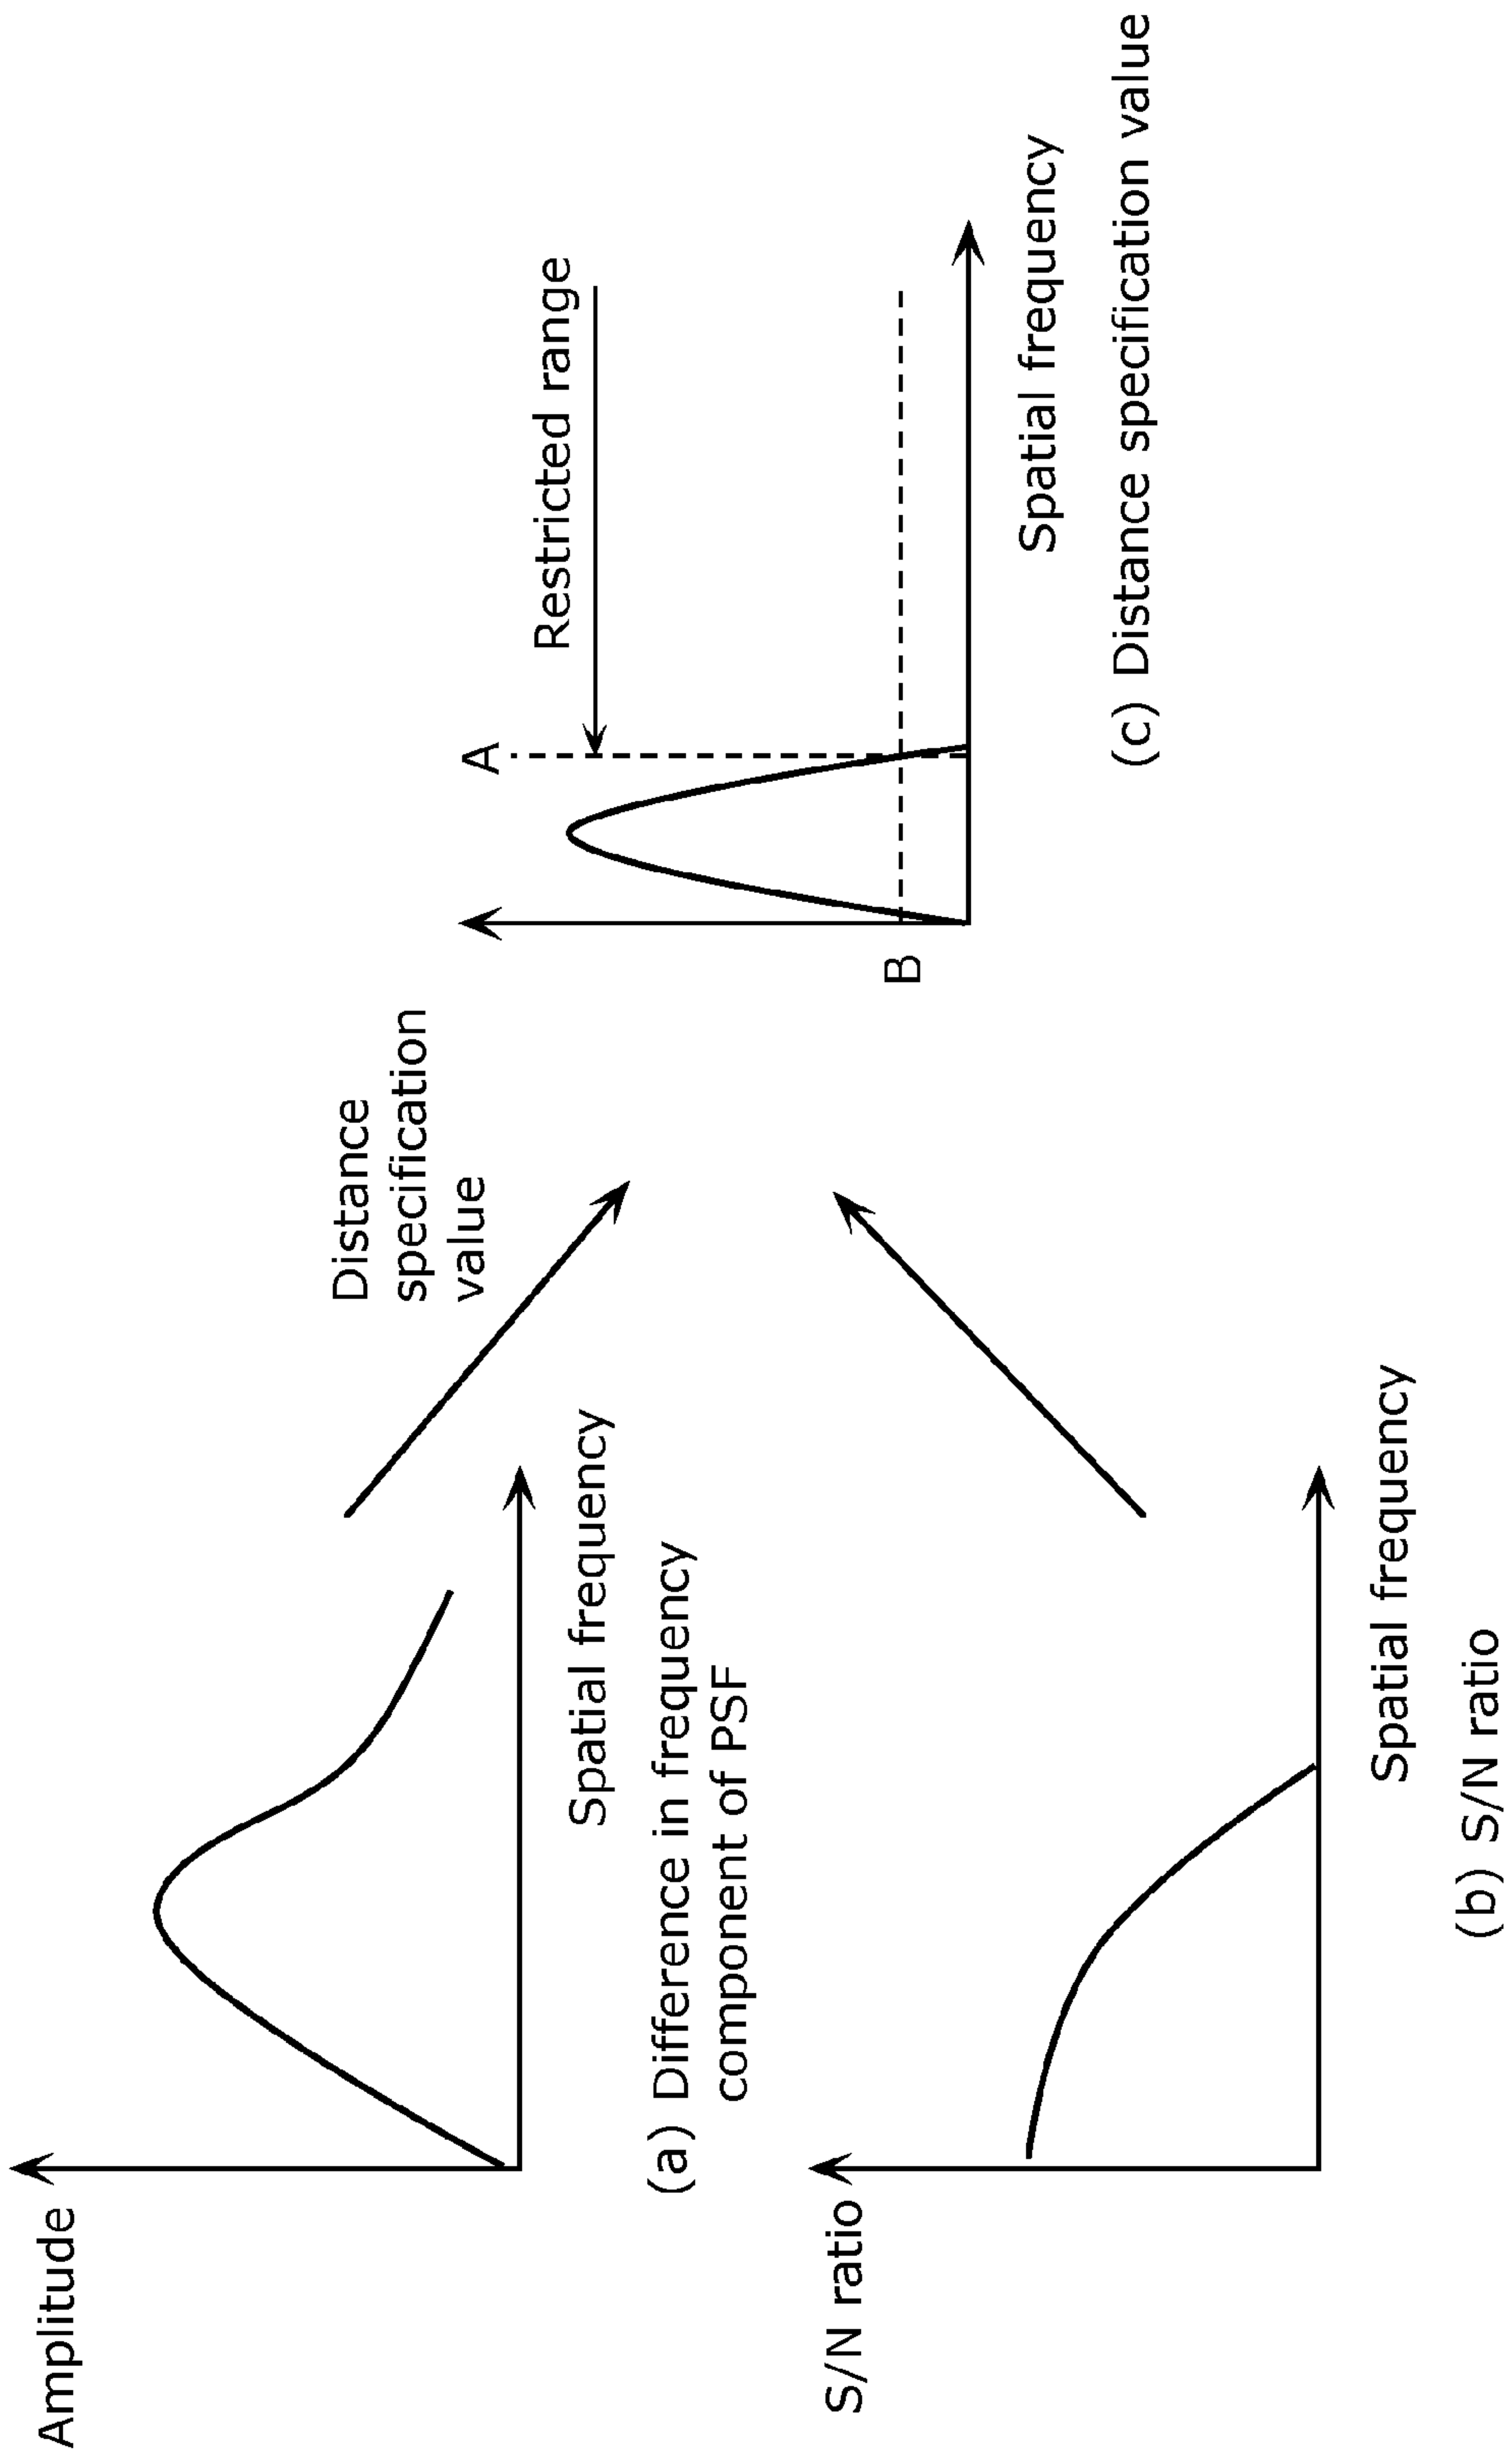 Amplitude
Spatial frequency
(a) Difference in frequency
component of PSF
S/N ratio
Spatial frequency
(b) S/N ratio
Distance
specification
value
A
Restricted range
B
Spatial frequency
(c) Distance specification value